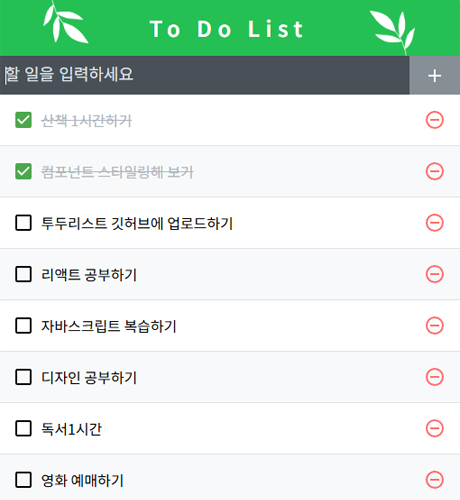 To Do List
할 일을 입력하세요
산책 1시간하기
컴포넌트 스타일링해 보기
투두리스트 깃허브에 업로드하기
리액트 공부하기
자바스크립트 복습하기
디자인 공부하기
독서1시간
영화 예매하기